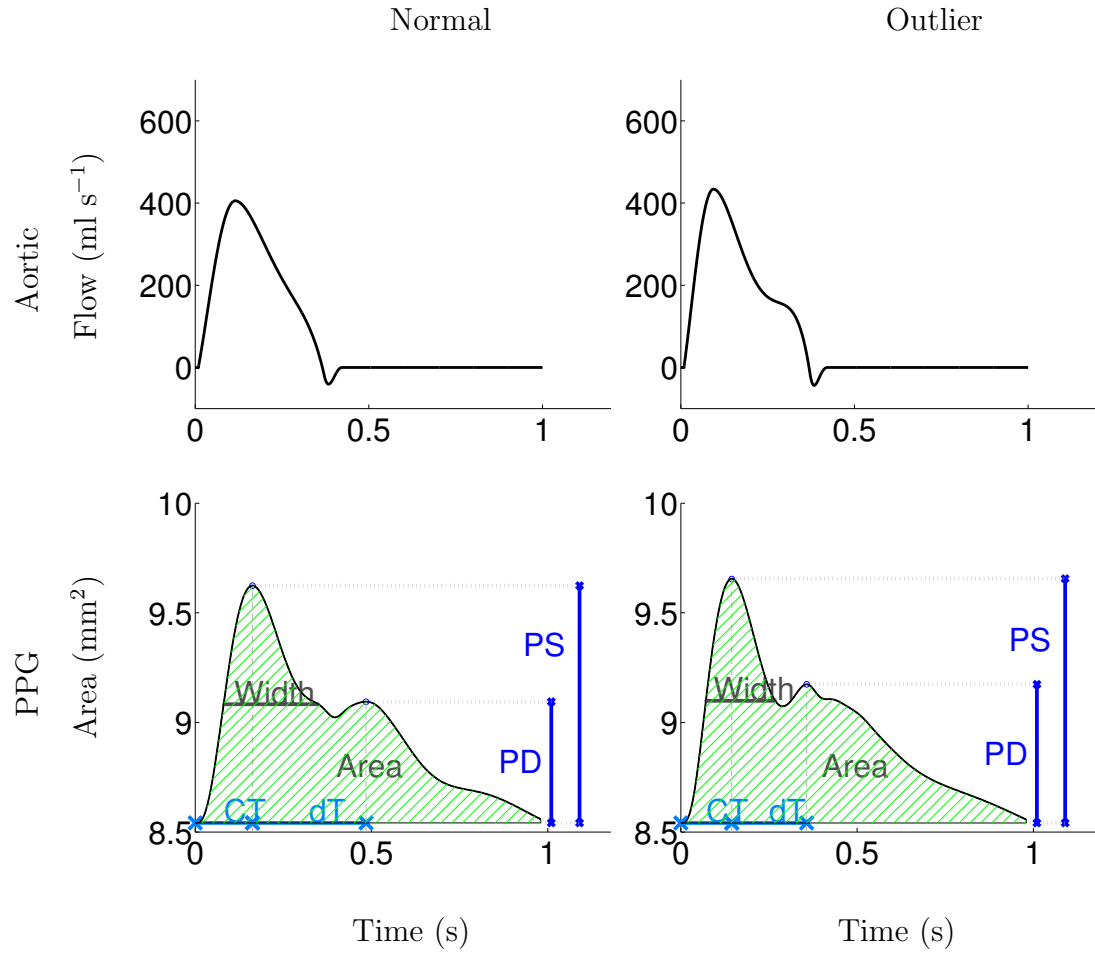 Normal
Outlier
Aortic
Flow (ml s⁻¹)
600
400
200
0
0 0.5 1
600
400
200
0
0 0.5 1
PPG
Area (mm²)
10
9.5
9
8.5
Width
Area
CT
dT
PS
PD
0 0.5 1
Time (s)
10
9.5
9
8.5
Width
Area
CT
dT
PS
PD
0 0.5 1
Time (s)